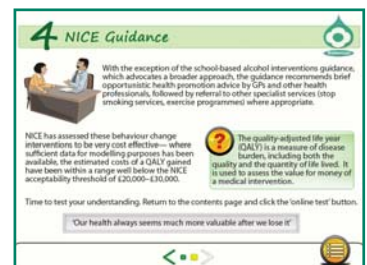 4 NICE Guidance
With the exception of the school-based alcohol interventions guidance,
which advocates a broader approach, the guidance recommends brief
opportunistic health promotion advice by GPs and other health
professionals, followed by referral to other specialist services (stop
smoking services, exercise programmes) where appropriate.
NICE has assessed these behaviour change
interventions to be very cost effective— where
sufficient data for modelling purposes has been
available, the estimated costs of a QALY gained
have been within a range well below the NICE
acceptability threshold of £20,000–£30,000.
The quality-adjusted life year
(QALY) is a measure of disease
burden, including both the
quality and the quantity of life lived. It
is used to assess the value for money of
a medical intervention.
Time to test your understanding. Return to the contents page and click the 'online test' button.
'Our health always seems much more valuable after we lose it'